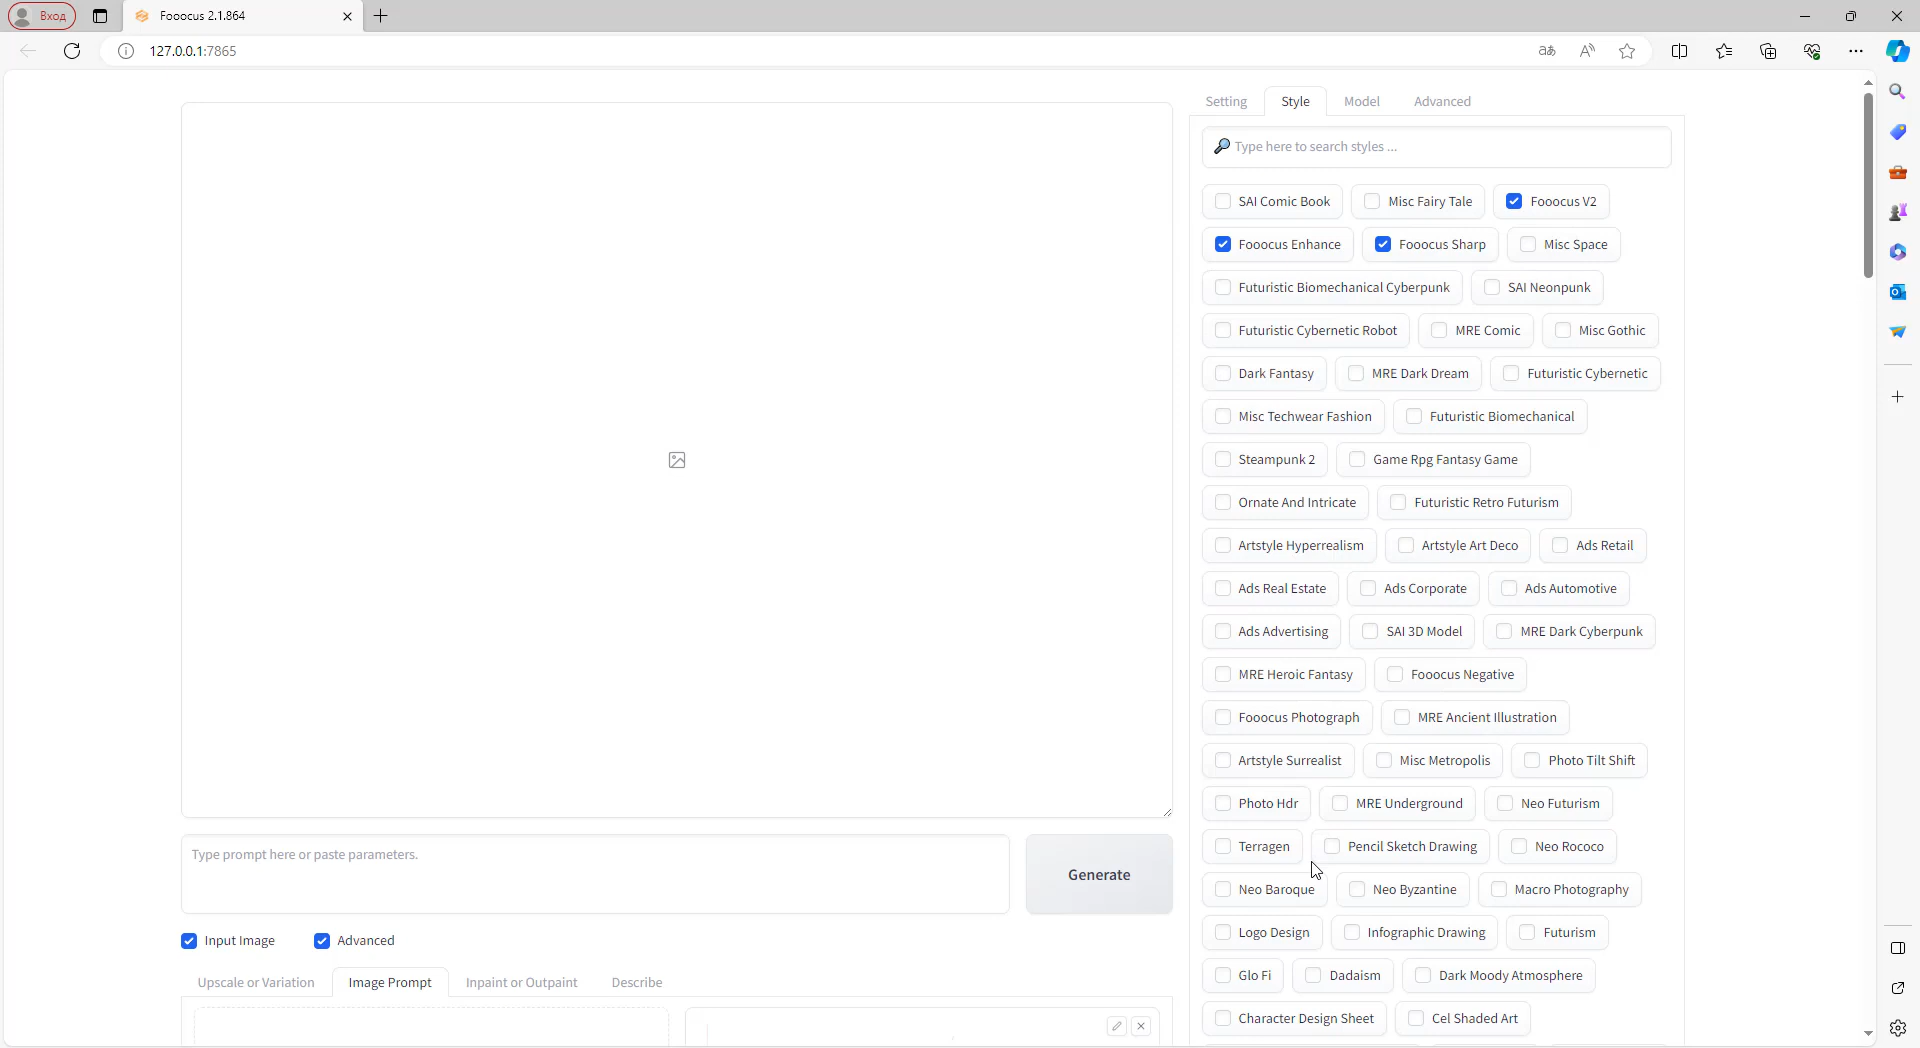 Вход
Fooocus 2.1.864
127.0.0.1:7865
Setting
Style
Model
Advanced
Type here to search styles ...
SAI Comic Book
Misc Fairy Tale
Fooocus V2
Fooocus Enhance
Fooocus Sharp
Misc Space
Futuristic Biomechanical Cyberpunk
SAI Neonpunk
Futuristic Cybernetic Robot
MRE Comic
Misc Gothic
Dark Fantasy
MRE Dark Dream
Futuristic Cybernetic
Misc Techwear Fashion
Futuristic Biomechanical
Steampunk 2
Game Rpg Fantasy Game
Ornate And Intricate
Futuristic Retro Futurism
Artstyle Hyperrealism
Artstyle Art Deco
Ads Retail
Ads Real Estate
Ads Corporate
Ads Automotive
Ads Advertising
SAI 3D Model
MRE Dark Cyberpunk
MRE Heroic Fantasy
Fooocus Negative
Fooocus Photograph
MRE Ancient Illustration
Artstyle Surrealist
Misc Metropolis
Photo Tilt Shift
Photo Hdr
MRE Underground
Neo Futurism
Terragen
Pencil Sketch Drawing
Neo Rococo
Neo Baroque
Neo Byzantine
Macro Photography
Logo Design
Infographic Drawing
Futurism
Glo Fi
Dadaism
Dark Moody Atmosphere
Character Design Sheet
Cel Shaded Art
Type prompt here or paste parameters.
Generate
Input Image
Advanced
Upscale or Variation
Image Prompt
Inpaint or Outpaint
Describe